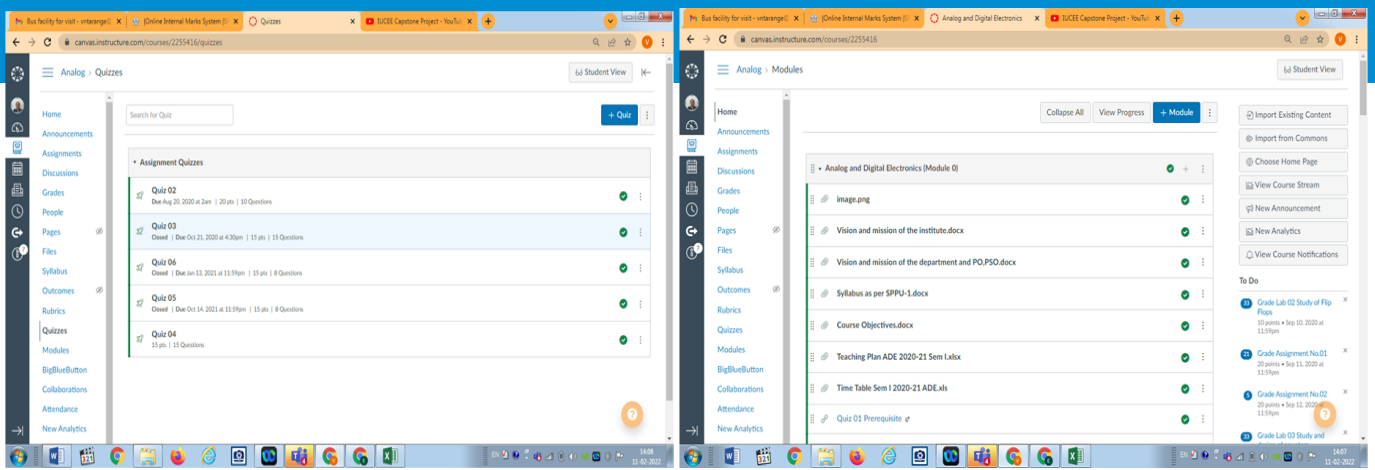 Bus facility for visit - vntarange@
(Online Internal Marks System (S
Quizzes
IUCEE Capstone Project - YouTub
canvas.instructure.com/courses/2255416/quizzes
Analog > Quizzes
Student View
Home
Announcements
Assignments
Discussions
Grades
People
Pages
Files
Syllabus
Outcomes
Rubrics
Quizzes
Modules
BigBlueButton
Collaborations
Attendance
New Analytics
Search for Quiz
+ Quiz
Assignment Quizzes
Quiz 02
Due Aug 20, 2020 at 2am | 20 pts | 10 Questions
Quiz 03
Closed | Due Oct 21, 2020 at 4:30pm | 15 pts | 15 Questions
Quiz 06
Closed | Due Jan 13, 2021 at 11:59pm | 15 pts | 8 Questions
Quiz 05
Closed | Due Oct 14, 2021 at 11:59pm | 15 pts | 8 Questions
Quiz 04
15 pts | 15 Questions
EN
14:08
11-02-2022
Bus facility for visit - vntarange@
(Online Internal Marks System (S
Analog and Digital Electronics
IUCEE Capstone Project - YouTub
canvas.instructure.com/courses/2255416
Analog > Modules
Student View
Home
Announcements
Assignments
Discussions
Grades
People
Pages
Files
Syllabus
Outcomes
Rubrics
Quizzes
Modules
BigBlueButton
Collaborations
Attendance
New Analytics
Collapse All
View Progress
+ Module
Analog and Digital Electronics (Module 0)
image.png
Vision and mission of the institute.docx
Vision and mission of the department and PO,PSO.docx
Syllabus as per SPPU-1.docx
Course Objectives.docx
Teaching Plan ADE 2020-21 Sem I.xlsx
Time Table Sem I 2020-21 ADE.xls
Quiz 01 Prerequisite
Import Existing Content
Import from Commons
Choose Home Page
View Course Stream
New Announcement
New Analytics
View Course Notifications
To Do
33 Grade Lab 02 Study of Flip
Flops
10 points • Sep 10, 2020 at
11:59pm
21 Grade Assignment No.01
20 points • Sep 11, 2020 at
11:59pm
5 Grade Assignment No.02
20 points • Sep 12, 2020 at
11:59pm
33 Grade Lab 03 Study and
EN
14:07
11-02-2022